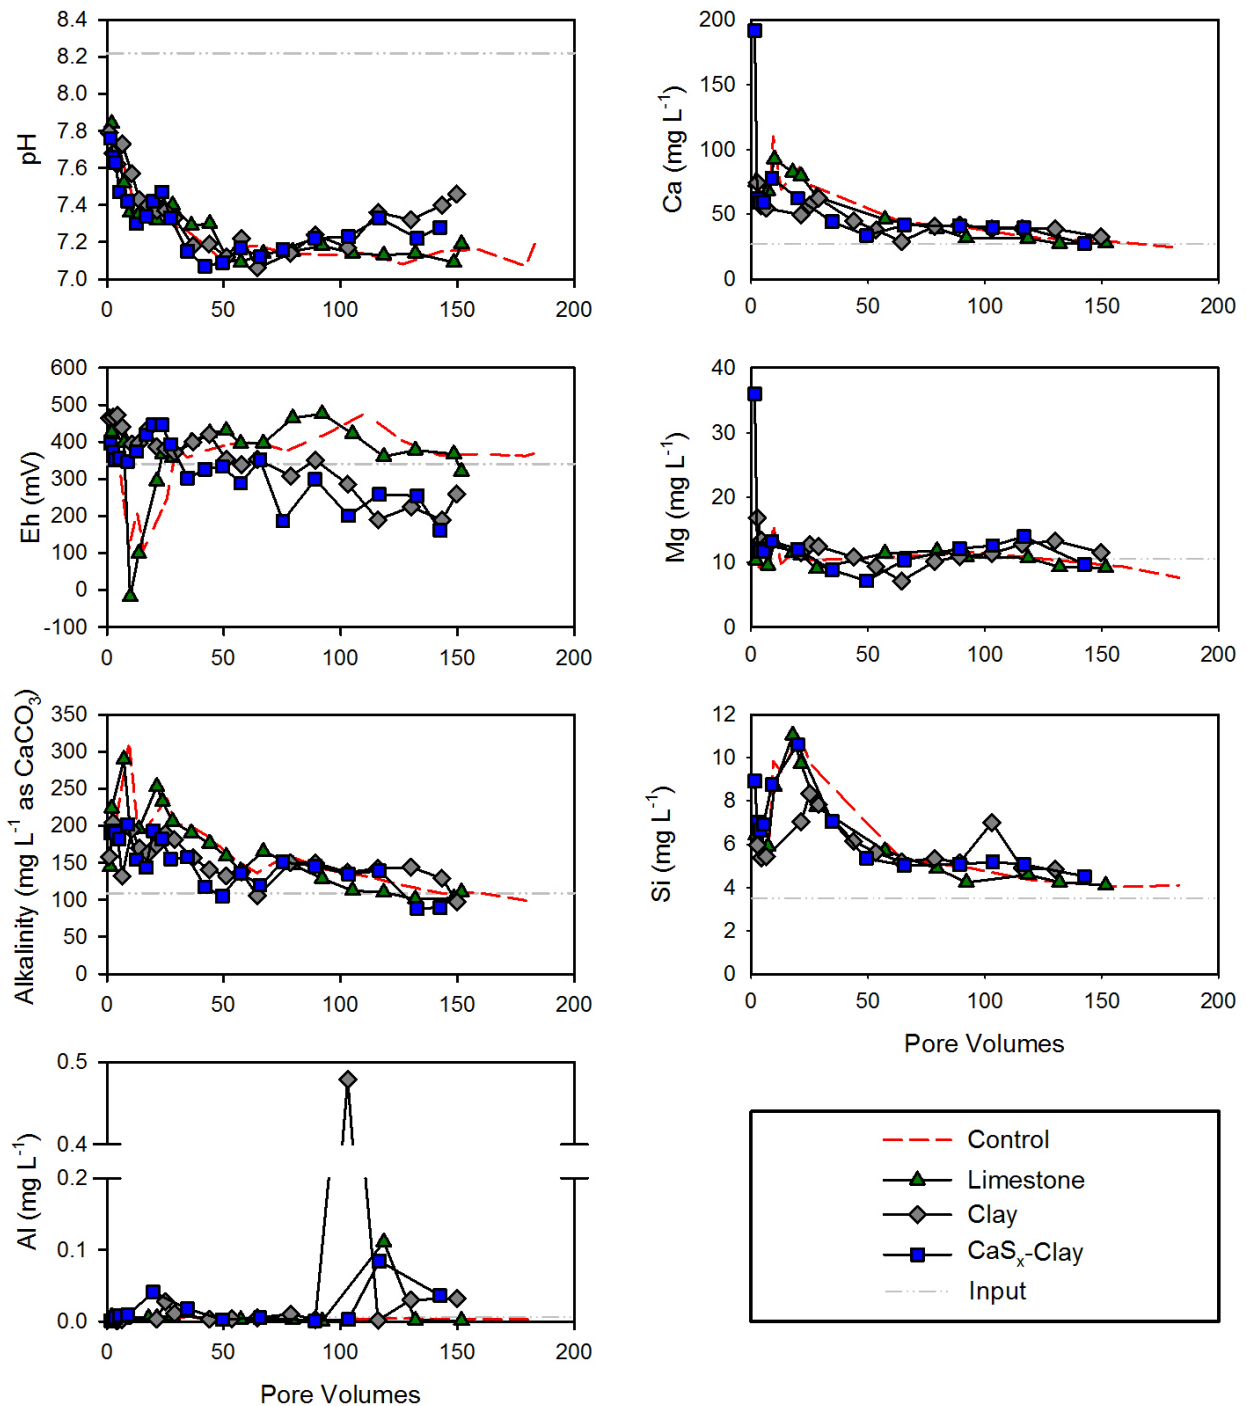 8.4
8.2
8.0
7.8
7.6
7.4
7.2
7.0
pH
0 50 100 150 200
200
150
100
50
0
Ca (mg L⁻¹)
0 50 100 150 200
600
500
400
300
200
100
0
-100
Eh (mV)
0 50 100 150 200
40
30
20
10
0
Mg (mg L⁻¹)
0 50 100 150 200
350
300
250
200
150
100
50
0
Alkalinity (mg L⁻¹ as CaCO₃)
0 50 100 150 200
12
10
8
6
4
2
0
Si (mg L⁻¹)
0 50 100 150 200
Pore Volumes
0.5
0.4
0.2
0.1
0.0
Al (mg L⁻¹)
0 50 100 150 200
Pore Volumes
Control
Limestone
Clay
CaSₓ-Clay
Input